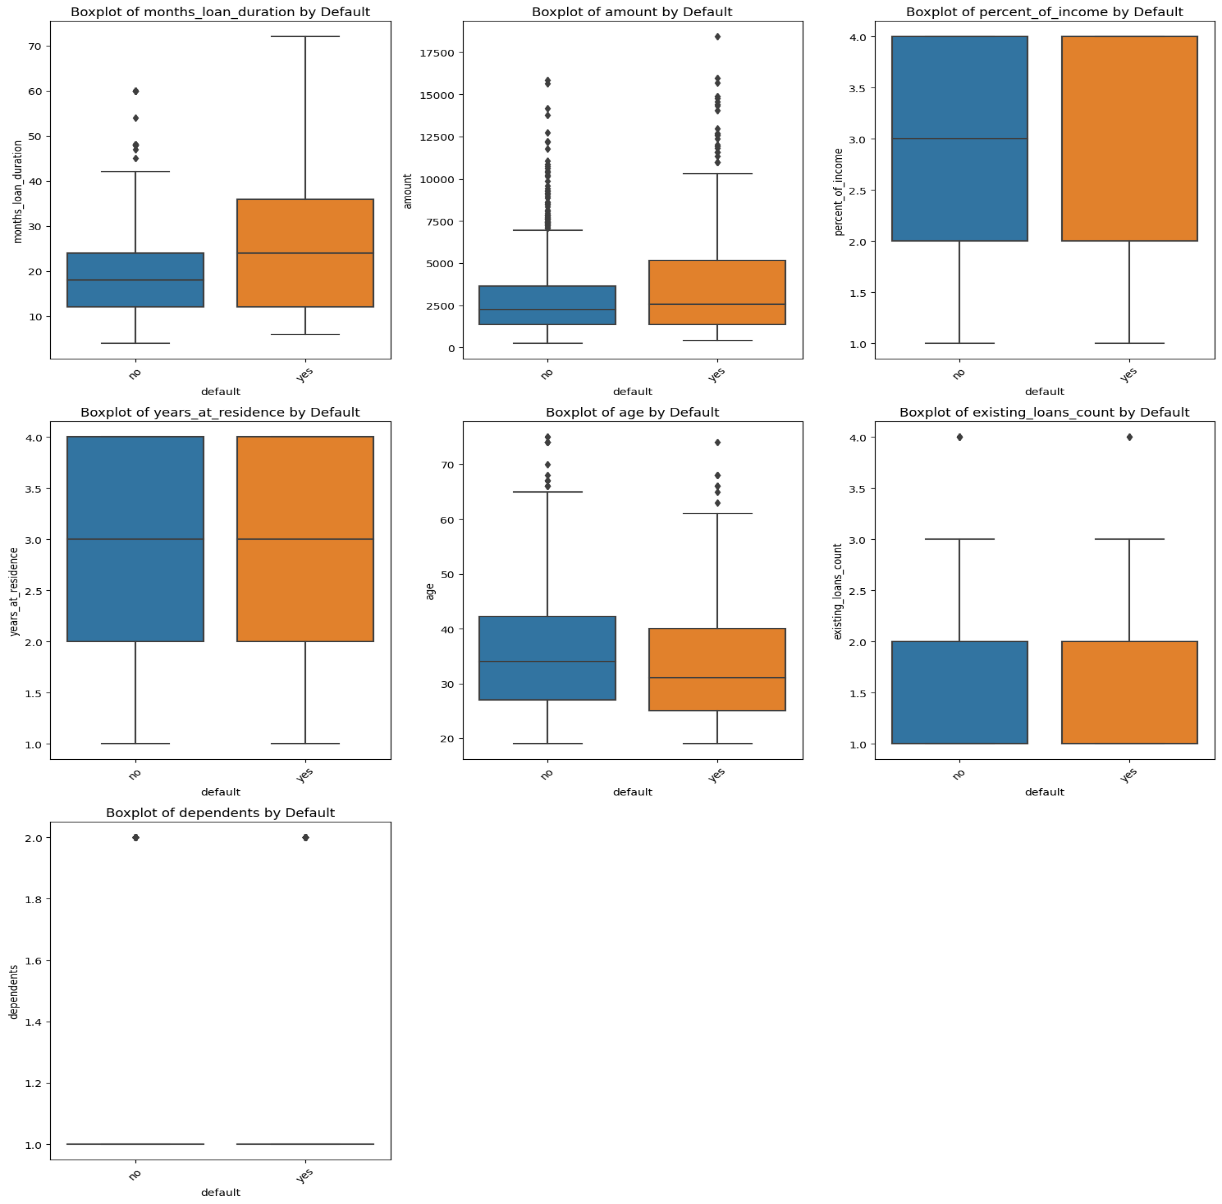 Boxplot of months_loan_duration by Default
70
60
50
40
30
20
10
months_loan_duration
no
yes
default
Boxplot of amount by Default
17500
15000
12500
10000
7500
5000
2500
0
amount
no
yes
default
Boxplot of percent_of_income by Default
4.0
3.5
3.0
2.5
2.0
1.5
1.0
percent_of_income
no
yes
default
Boxplot of years_at_residence by Default
4.0
3.5
3.0
2.5
2.0
1.5
1.0
years_at_residence
no
yes
default
Boxplot of age by Default
70
60
50
40
30
20
age
no
yes
default
Boxplot of existing_loans_count by Default
4.0
3.5
3.0
2.5
2.0
1.5
1.0
existing_loans_count
no
yes
default
Boxplot of dependents by Default
2.0
1.8
1.6
1.4
1.2
1.0
dependents
no
yes
default